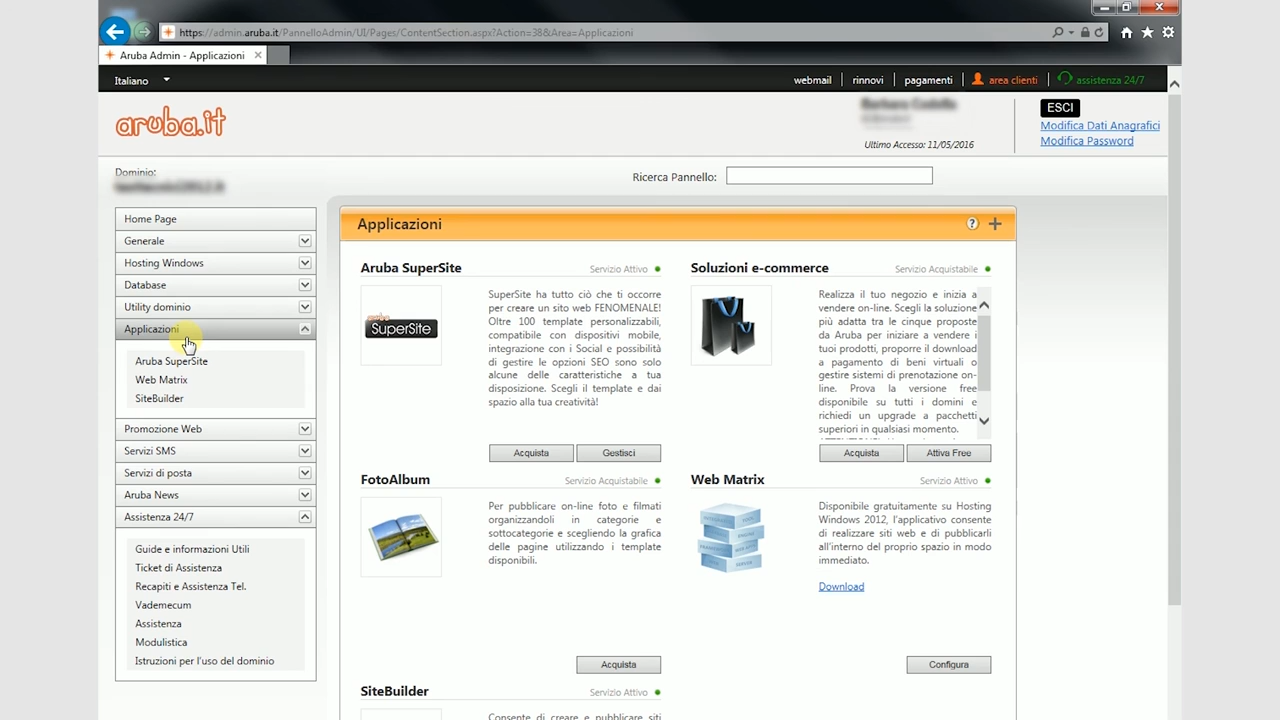 https://admin.aruba.it/PannelloAdmin/UI/Pages/ContentSection.aspx?Action=38&Area=Applicazioni
Aruba Admin - Applicazioni
Italiano
webmail
rinnovi
pagamenti
area clienti
assistenza 24/7
aruba.it
ESCI
Modifica Dati Anagrafici
Modifica Password
Ultimo Accesso: 11/05/2016
Dominio:
Ricerca Pannello:
Home Page
Generale
Hosting Windows
Database
Utility dominio
Applicazioni
Aruba SuperSite
Web Matrix
SiteBuilder
Promozione Web
Servizi SMS
Servizi di posta
Aruba News
Assistenza 24/7
Guide e informazioni Utili
Ticket di Assistenza
Recapiti e Assistenza Tel.
Vademecum
Assistenza
Modulistica
Istruzioni per l'uso del dominio
Applicazioni
Aruba SuperSite
Servizio Attivo
aruba.it
SuperSite
SuperSite ha tutto ciò che ti occorre
per creare un sito web FENOMENALE!
Oltre 100 template personalizzabili,
compatibile con dispositivi mobile,
integrazione con i Social e possibilità
di gestire le opzioni SEO sono solo
alcune delle caratteristiche a tua
disposizione. Scegli il template e dai
spazio alla tua creatività!
Acquista
Gestisci
Soluzioni e-commerce
Servizio Acquistabile
Realizza il tuo negozio e inizia a
vendere on-line. Scegli la soluzione
più adatta tra le cinque proposte
da Aruba per iniziare a vendere i
tuoi prodotti, proporre il download
a pagamento di beni virtuali o
gestire sistemi di prenotazione on-
line. Prova la versione free
disponibile su tutti i domini e
richiedi un upgrade a pacchetti
superiori in qualsiasi momento.
Acquista
Attiva Free
FotoAlbum
Servizio Acquistabile
Per pubblicare on-line foto e filmati
organizzandoli in categorie e
sottocategorie e scegliendo la grafica
delle pagine utilizzando i template
disponibili.
Acquista
Web Matrix
Servizio Attivo
Disponibile gratuitamente su Hosting
Windows 2012, l'applicativo consente
di realizzare siti web e di pubblicarli
all'interno del proprio spazio in modo
immediato.
Download
Configura
SiteBuilder
Servizio Attivo
Consente di creare e pubblicare siti